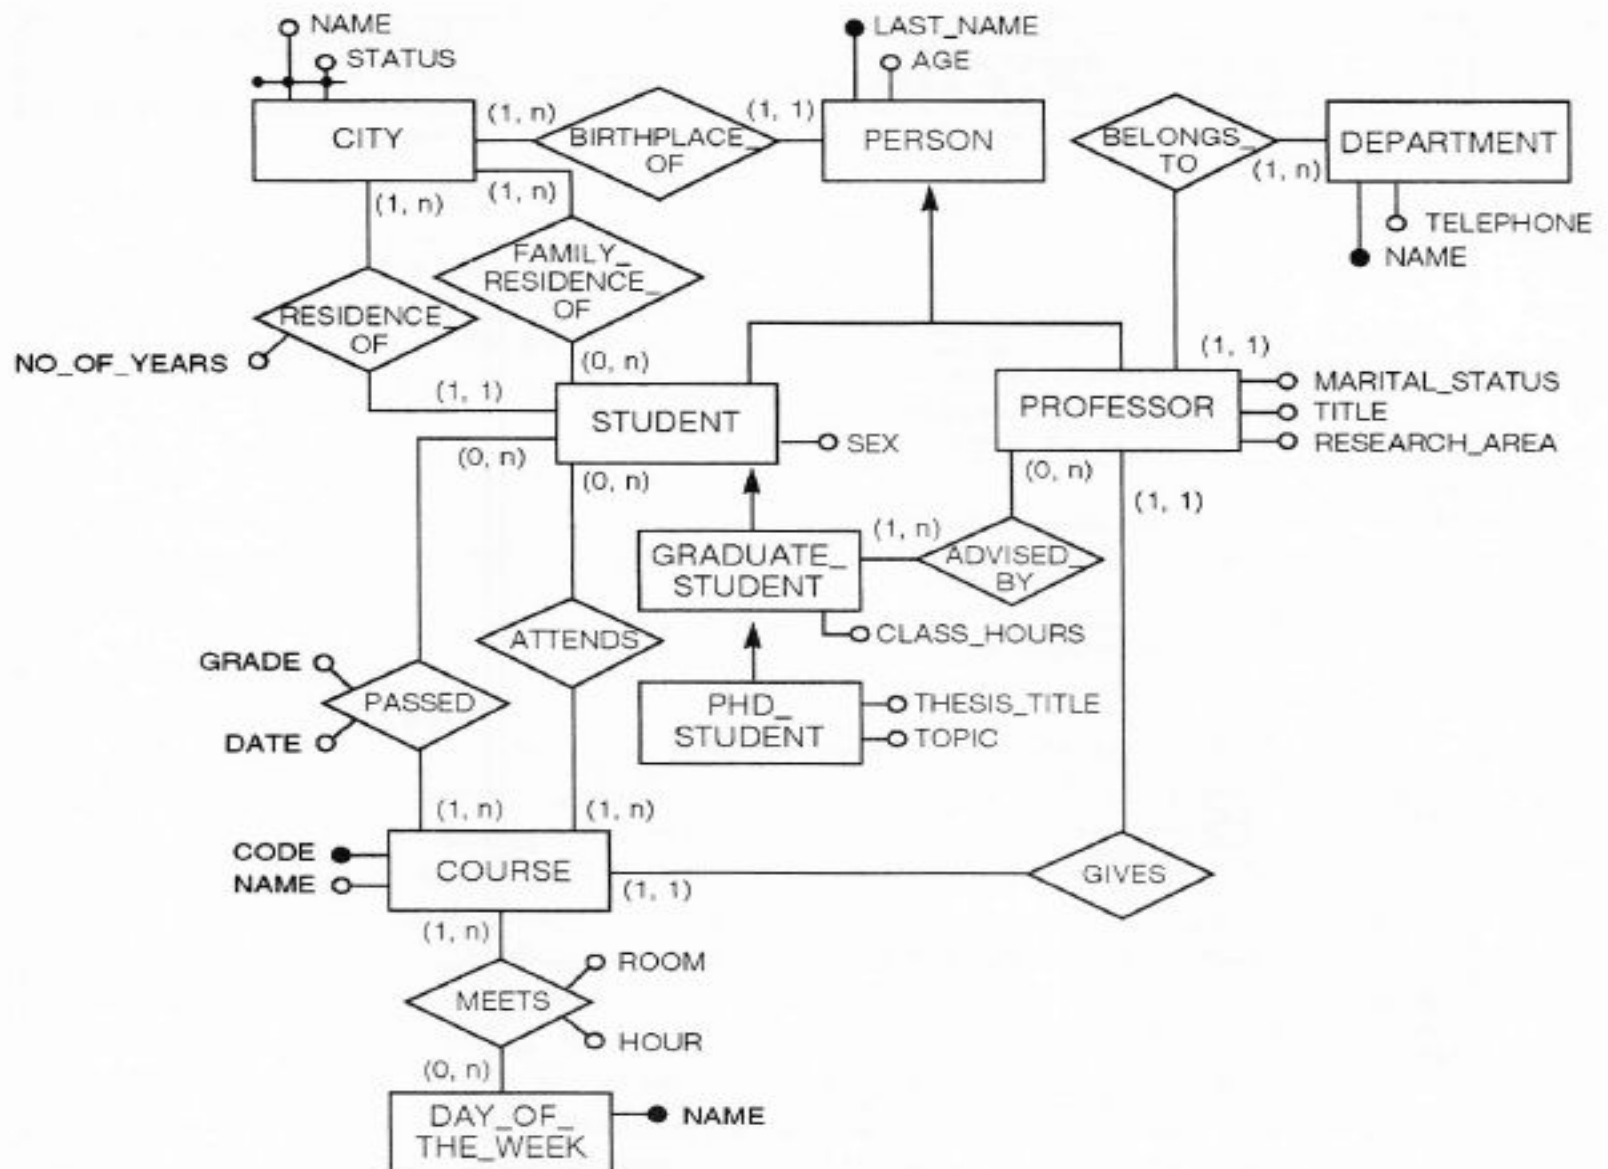 NAME
STATUS
LAST_NAME
AGE
CITY
(1, n)
BIRTHPLACE_
OF
(1, 1)
PERSON
BELONGS_
TO
(1, n)
DEPARTMENT
(1, n)
(1, n)
TELEPHONE
NAME
FAMILY_
RESIDENCE_
OF
RESIDENCE_
OF
NO_OF_YEARS
(0, n)
(1, 1)
(1, 1)
STUDENT
SEX
PROFESSOR
MARITAL_STATUS
TITLE
RESEARCH_AREA
(0, n)
(0, n)
(0, n)
(1, 1)
GRADUATE_
STUDENT
(1, n)
ADVISED_
BY
CLASS_HOURS
ATTENDS
GRADE
PASSED
DATE
PHD_
STUDENT
THESIS_TITLE
TOPIC
(1, n)
(1, n)
CODE
NAME
COURSE
(1, 1)
GIVES
(1, n)
ROOM
MEETS
HOUR
(0, n)
DAY_OF_
THE_WEEK
NAME